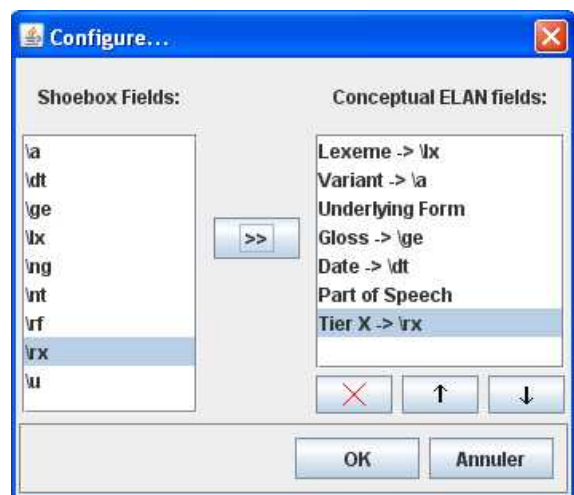 Configure...
Shoebox Fields:
\a
\dt
\ge
\lx
\ng
\nt
\rf
\rx
\u
>>
Conceptual ELAN fields:
Lexeme -> \lx
Variant -> \a
Underlying Form
Gloss -> \ge
Date -> \dt
Part of Speech
Tier X -> \rx
OK
Annuler